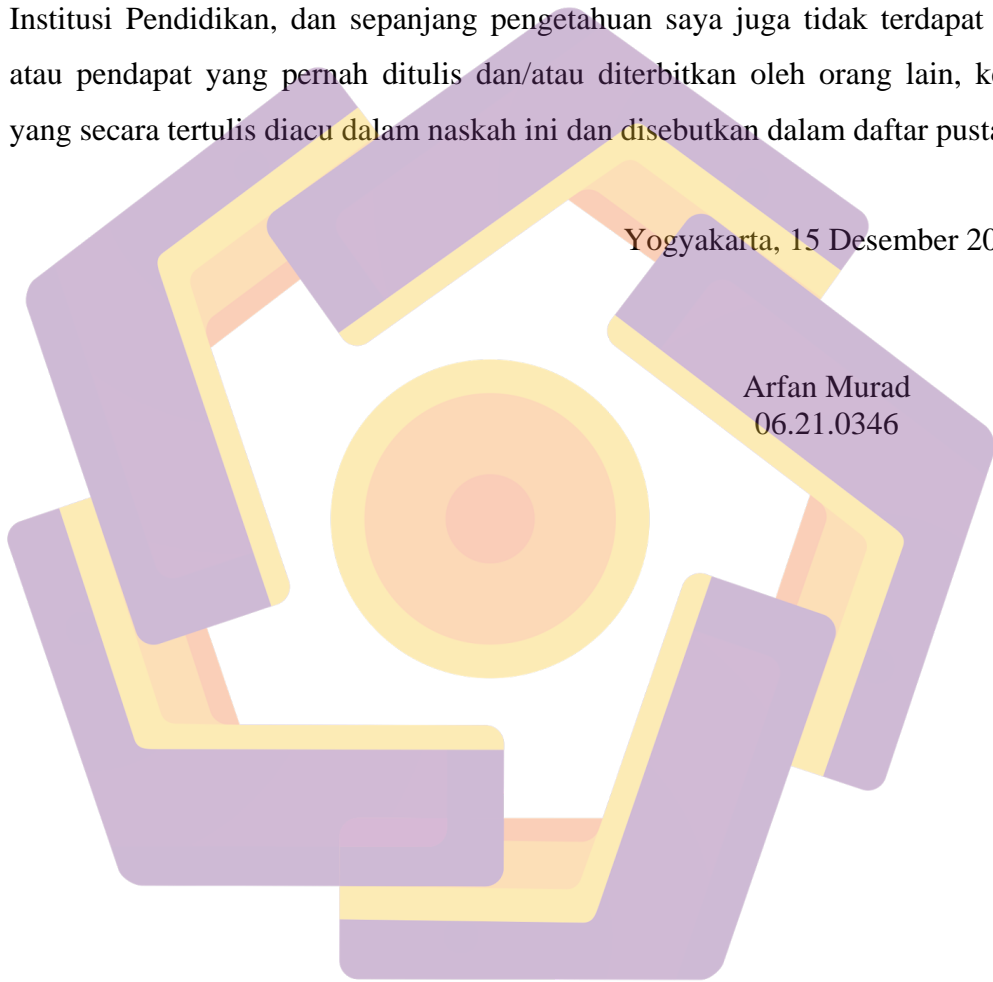 Institusi Pendidikan, dan sepanjang pengetahuan saya juga tidak terdapat
atau pendapat yang pernah ditulis dan/atau diterbitkan oleh orang lain,
yang secara tertulis diacu dalam naskah ini dan disebutkan dalam daftar
Yogyakarta, 15 Desember
Arfan Murad
06.21.0346